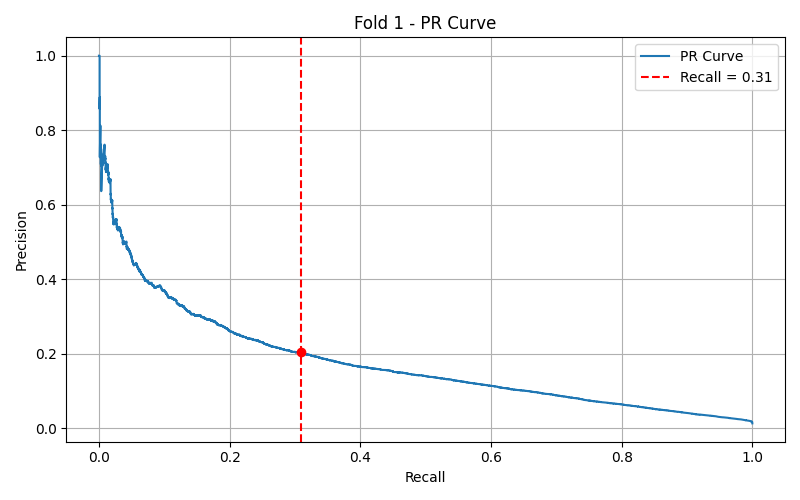 Fold 1 - PR Curve
PR Curve
Recall = 0.31
1.0
0.8
0.6
0.4
0.2
0.0
Precision
0.0 0.2 0.4 0.6 0.8 1.0
Recall